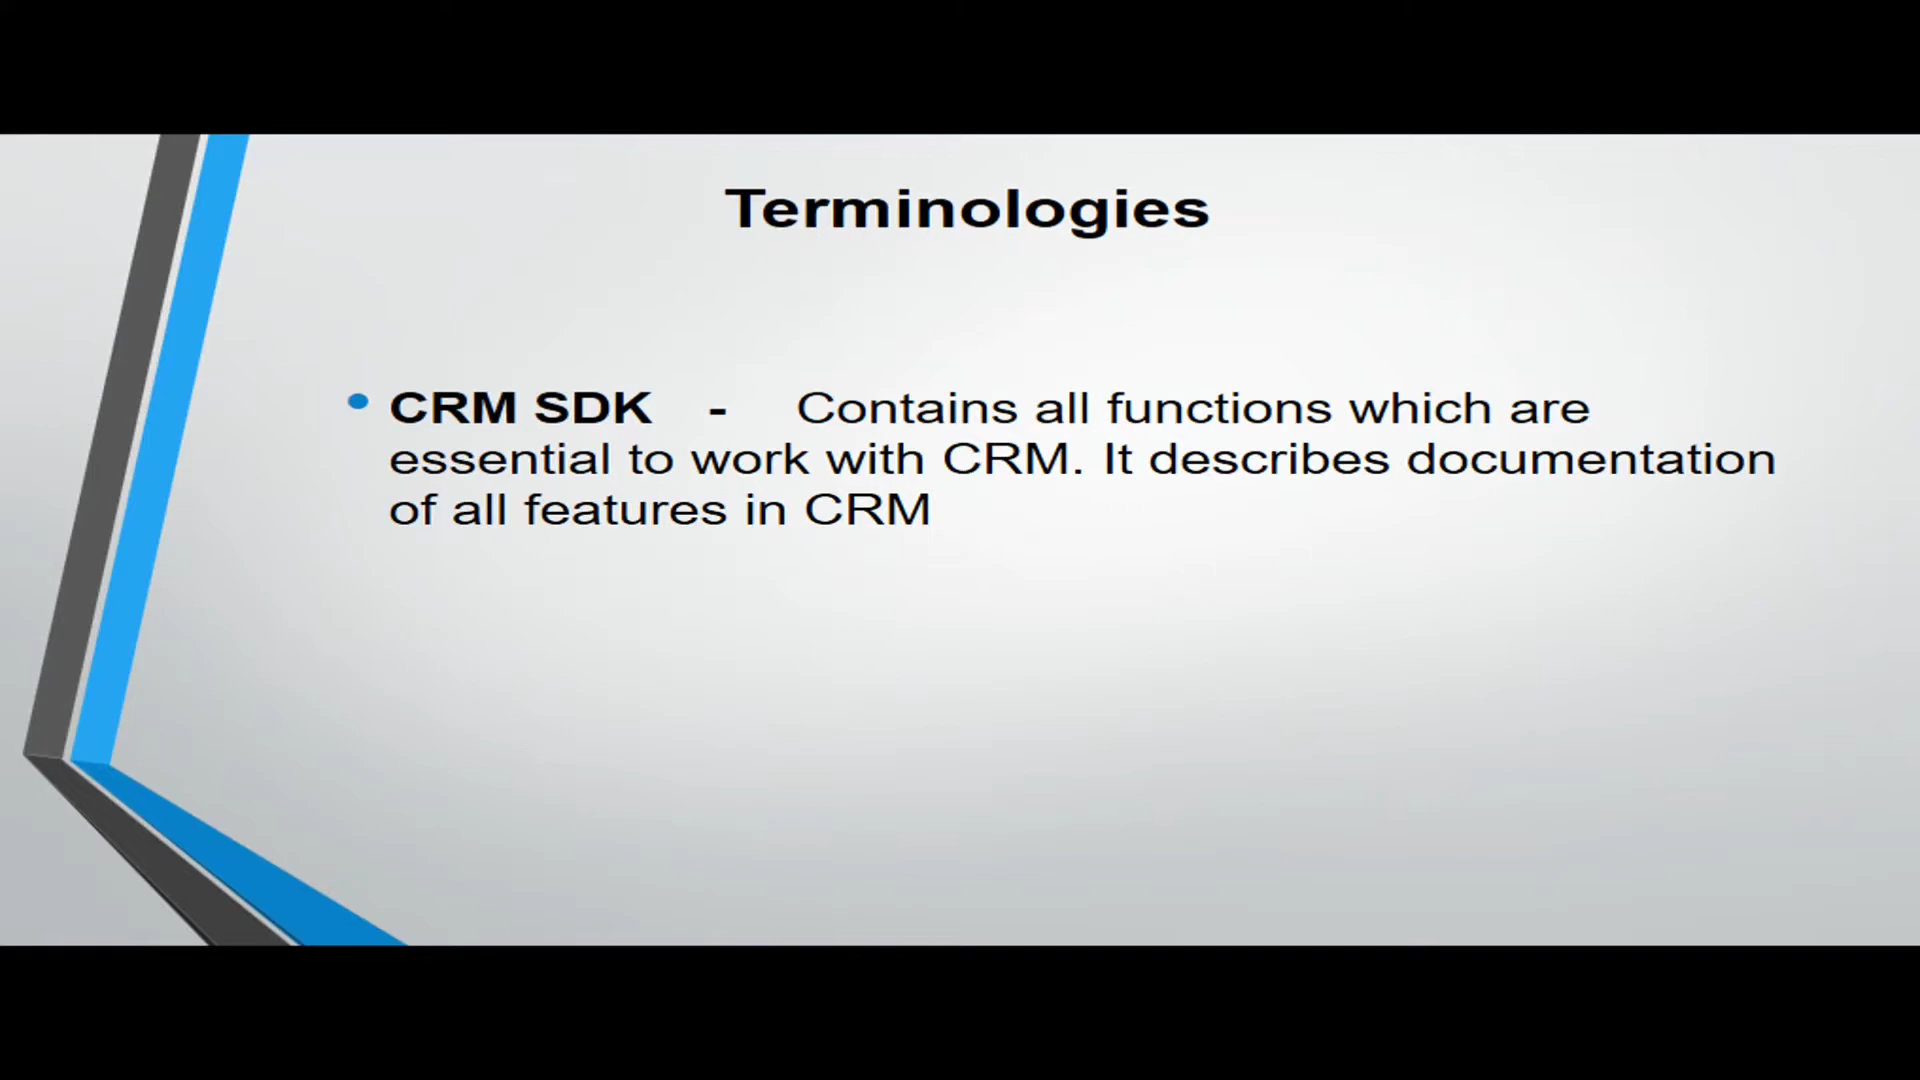 Terminologies
• CRM SDK - Contains all functions which are
essential to work with CRM. It describes documentation
of all features in CRM